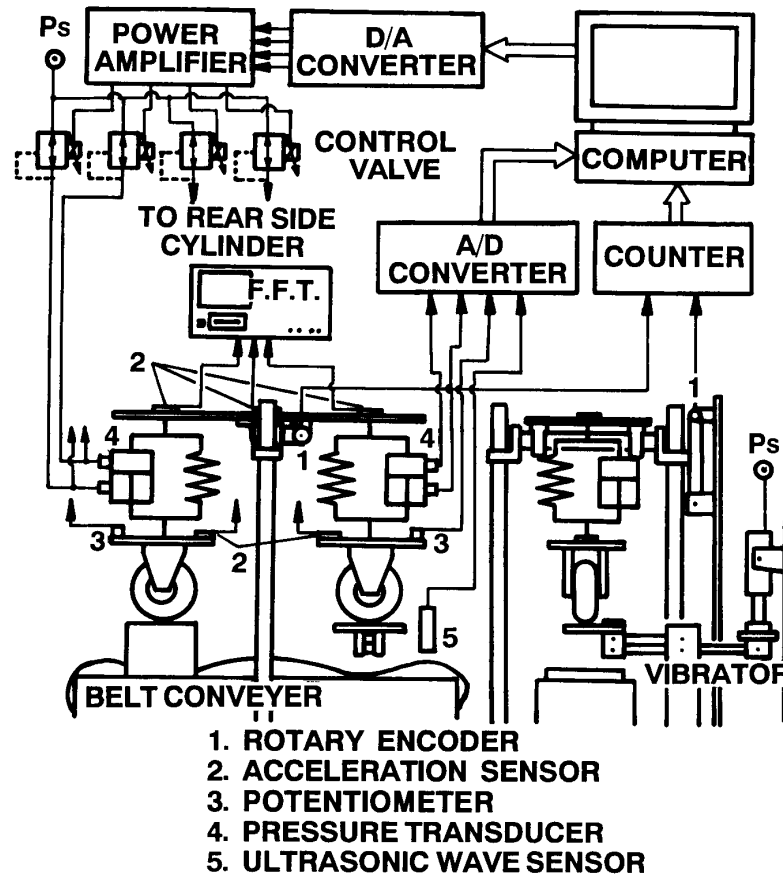 Ps
POWER
AMPLIFIER
D/A
CONVERTER
CONTROL
VALVE
COMPUTER
TO REAR SIDE
CYLINDER
A/D
CONVERTER
COUNTER
F.F.T.
2
1
4
4
1
Ps
3
2
3
5
VIBRATOR
BELT CONVEYER
1. ROTARY ENCODER
2. ACCELERATION SENSOR
3. POTENTIOMETER
4. PRESSURE TRANSDUCER
5. ULTRASONIC WAVE SENSOR